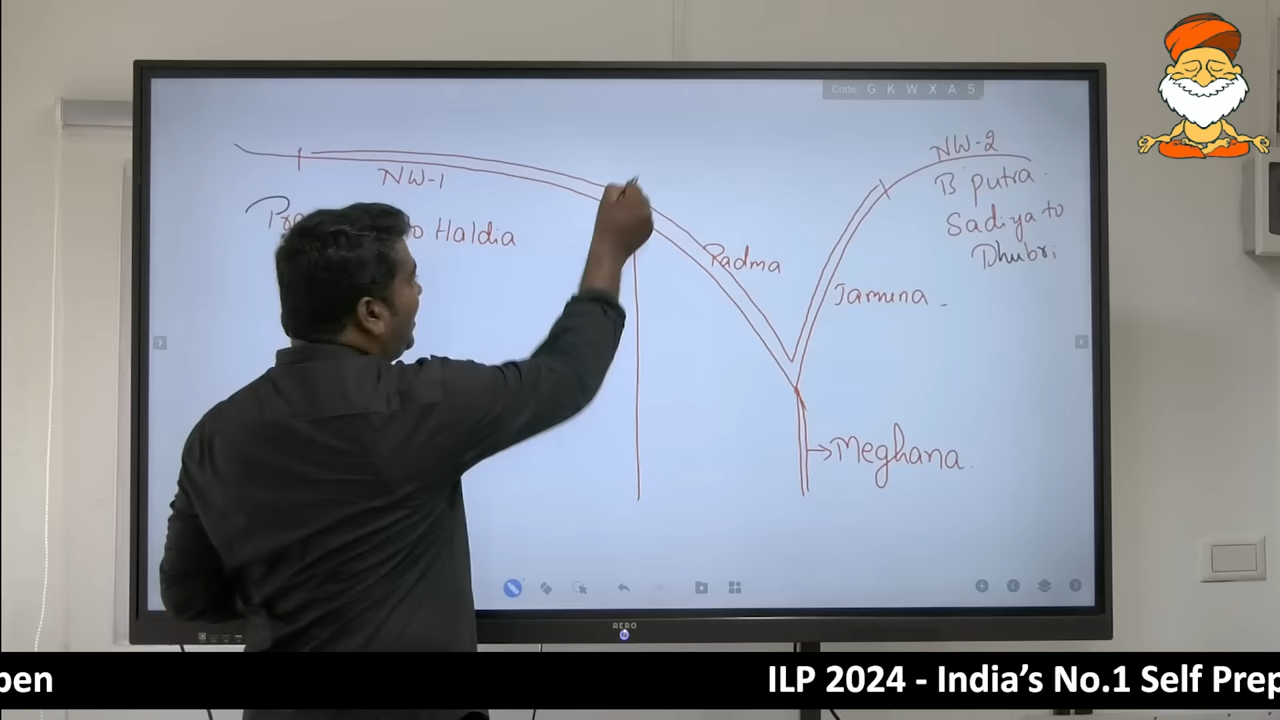 Code: G K W X A 5
NW-1
Haldia
Padma
NW-2
B'putra.
Sadiya to
Dhubri
Jamuna -
→ Meghana.
AERO
pen
ILP 2024 - India's No.1 Self Prep